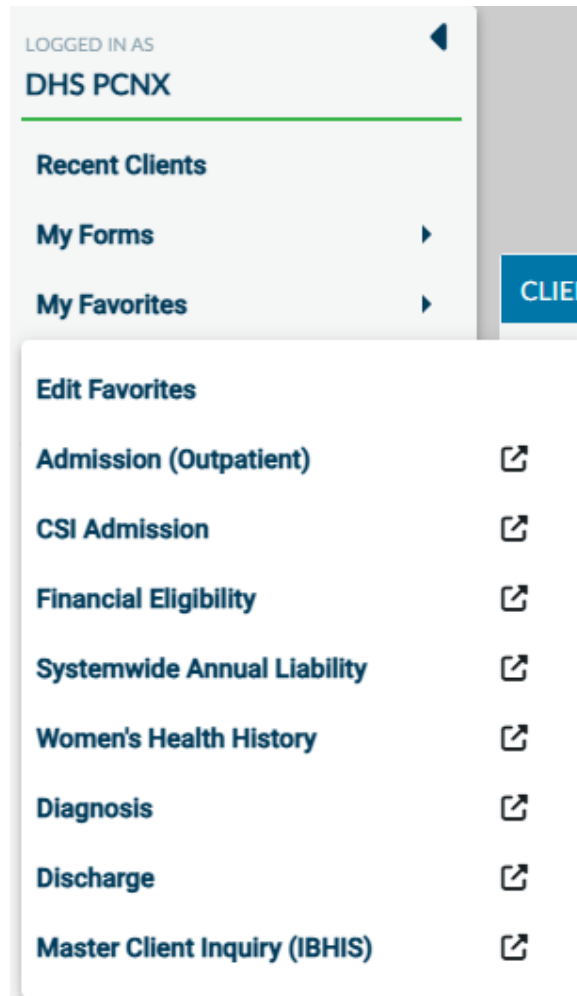 LOGGED IN AS
DHS PCNX
Recent Clients
My Forms
My Favorites
CLIE
Edit Favorites
Admission (Outpatient)
CSI Admission
Financial Eligibility
Systemwide Annual Liability
Women's Health History
Diagnosis
Discharge
Master Client Inquiry (IBHIS)